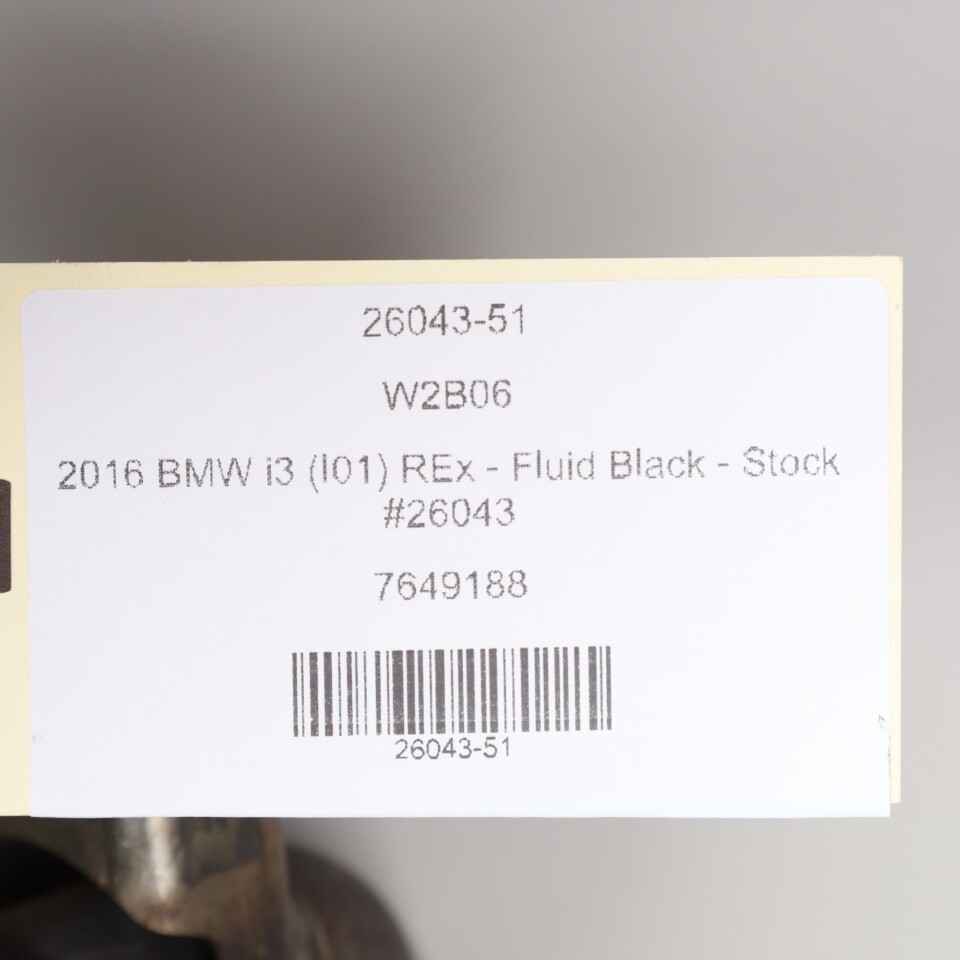 26043-51
W2B06
2016 BMW i3 (I01) REx - Fluid Black - Stock
#26043
7649188
26043-51